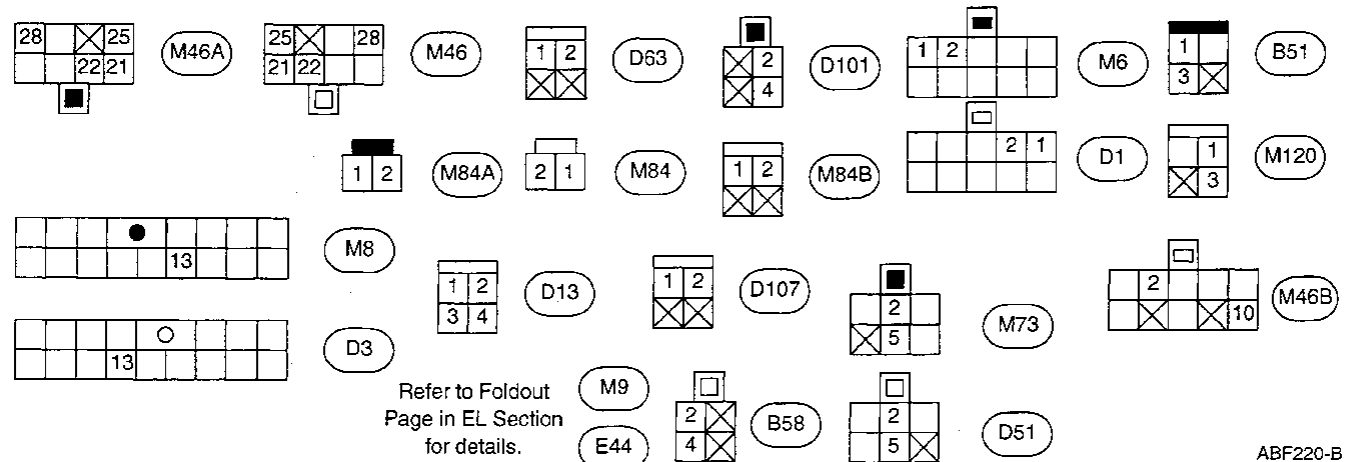 28 25 M46A
22 21
25 28 M46
21 22
1 2 D63
2 D101
4
1 2 M6
1 B51
3
1 2 M84A
2 1 M84
1 2 M84B
2 1 D1
1 M120
3
M8
13
1 2 D13
3 4
1 2 D107
2 M73
5
2 M46B
10
D3
13
Refer to Foldout
Page in EL Section
for details.
M9
E44
2 B58
4
2 D51
5
ABF220-B